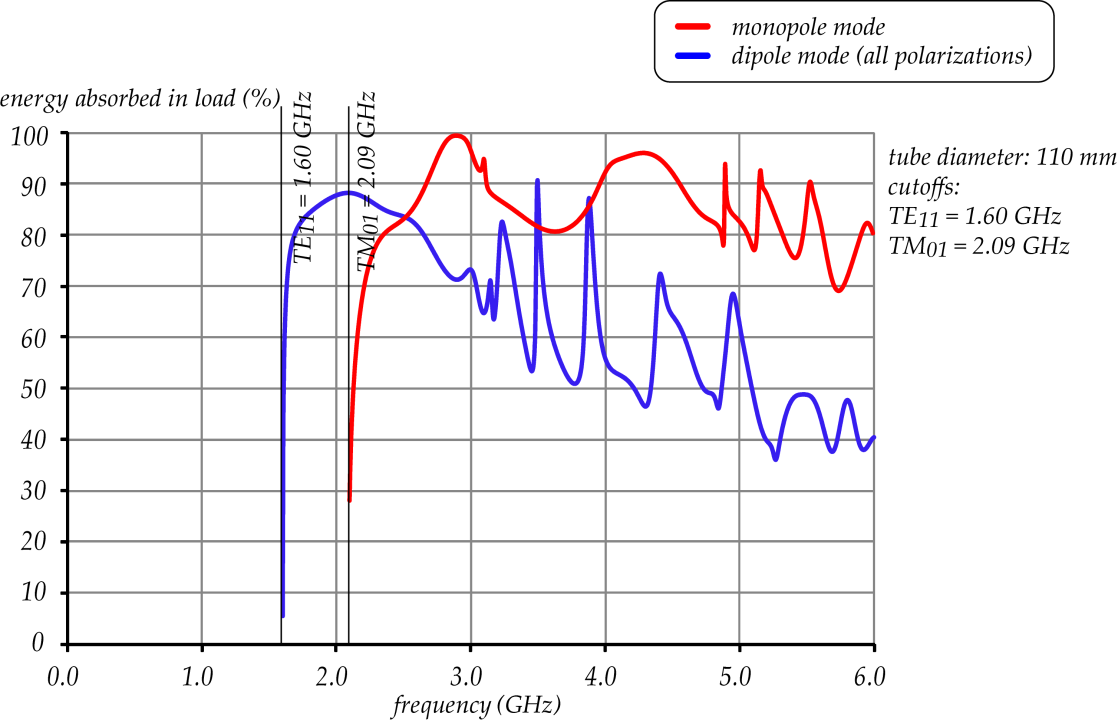 monopole mode
dipole mode (all polarizations)
energy absorbed in load (%)
TE11 = 1.60 GHz
TM01 = 2.09 GHz
100
90
80
70
60
50
40
30
20
10
0
0.0 1.0 2.0 3.0 4.0 5.0 6.0
frequency (GHz)
tube diameter: 110 mm
cutoffs:
TE11 = 1.60 GHz
TM01 = 2.09 GHz